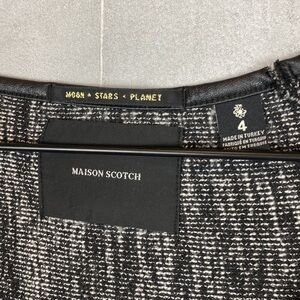 MOON ★ STARS ★ PLANET
4
MADE IN TURKEY
FABRIQUÉ EN TURQUIE
MAISON SCOTCH